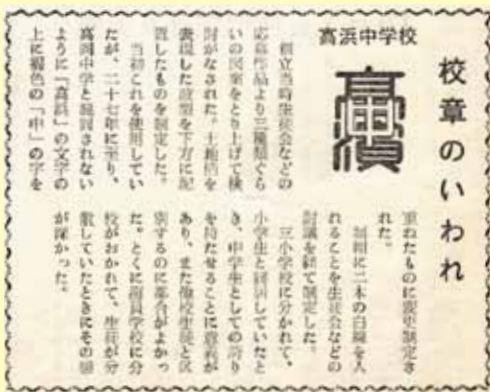 校章のいわれ
高浜中学校
創立当時生徒会などの
応募作品より三種類ぐら
いの図案をとり上げて検
討がなされた。土地柄を
表現した波型を下方に配
置したものを制定した。
当初これを使用してい
たが、二十七年に至り、
高岡中学と混同されない
ように「高浜」の文字の
上に褐色の「中」の字を
重ねたものに変更制定さ
れた。
制帽に二本の白線を入
れることを生徒会などの
討議を経て制定した。
三小学校に分かれて、
小学生と同居していたと
き、中学生としての誇り
を持たせることに意義が
あり、また他校生徒と区
別するのに都合がよかっ
た。とくに
校がおかれて、生徒が分
散していたときにその
が深かった。